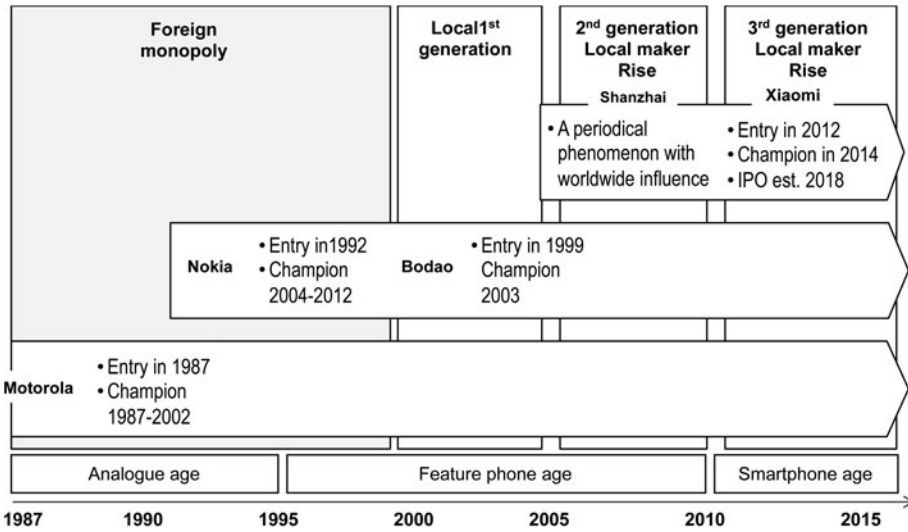 Foreign
monopoly
Local1st
generation
2nd generation
Local maker
Rise
3rd generation
Local maker
Rise
Shanzhai
• A periodical
phenomenon with
worldwide influence
Xiaomi
• Entry in 2012
• Champion in 2014
• IPO est. 2018
Nokia
• Entry in1992
• Champion
2004-2012
Bodao
• Entry in 1999
Champion
2003
Motorola
• Entry in 1987
• Champion
1987-2002
Analogue age
Feature phone age
Smartphone age
1987 1990 1995 2000 2005 2010 2015